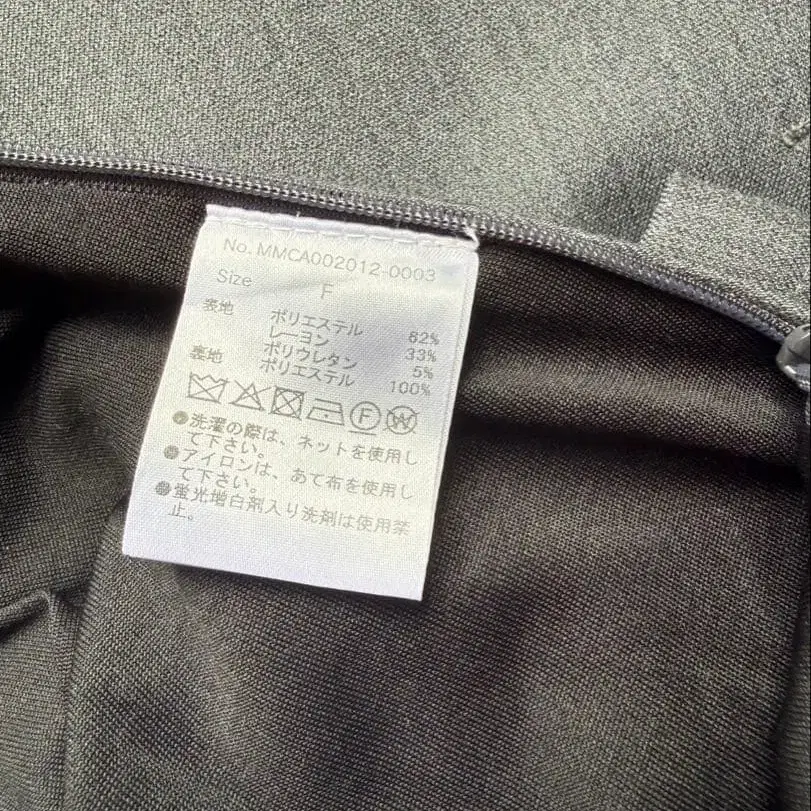 No. MMCA002012-0003
Size F
表地 ポリエステル 62%
レーヨン 33%
ポリウレタン 5%
裏地 ポリエステル 100%
F W
●洗濯の際は、ネットを使用し
て下さい。
●アイロンは、あて布を使用し
て下さい。
●蛍光増白剤入り洗剤は使用禁
止。